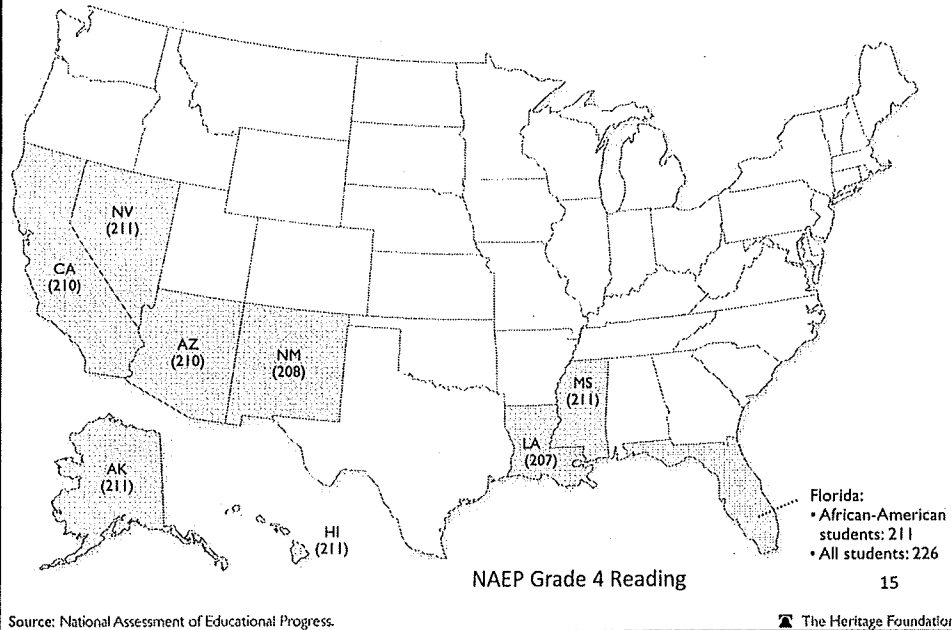 NV
(211)
CA
(210)
AZ
(210)
NM
(208)
MS
(211)
LA
(207)
AK
(211)
HI
(211)
Florida:
• African-American
students: 211
• All students: 226
NAEP Grade 4 Reading
15
Source: National Assessment of Educational Progress.
The Heritage Foundation